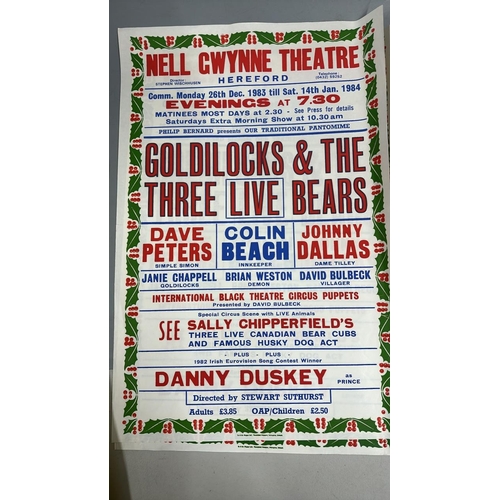 NELL GWYNNE THEATRE
Director
STEPHEN WISCHHUSEN
HEREFORD
Telephone
Comm. Monday 26th Dec. 1983 till Sat. 14th Jan. 1984
EVENINGS AT 7.30
MATINEES MOST DAYS at 2.30 - See Press for details
Saturdays Extra Morning Show at 10.30 am
PHILIP BERNARD presents OUR TRADITIONAL PANTOMIME
GOLDILOCKS & THE
THREE LIVE BEARS
DAVE PETERS
SIMPLE SIMON
COLIN BEACH
INNKEEPER
JOHNNY DALLAS
DAME TILLEY
JANIE CHAPPELL
GOLDILOCKS
BRIAN WESTON
DEMON
DAVID BULBECK
VILLAGER
INTERNATIONAL BLACK THEATRE CIRCUS PUPPETS
Presented by DAVID BULBECK
Special Circus Scene with LIVE Animals
SEE SALLY CHIPPERFIELD'S
THREE LIVE CANADIAN BEAR CUBS
AND FAMOUS HUSKY DOG ACT
- PLUS - PLUS -
1982 Irish Eurovision Song Contest Winner
DANNY DUSKEY as PRINCE
Directed by STEWART SUTHURST
Adults £3.85 OAP/Children £2.50